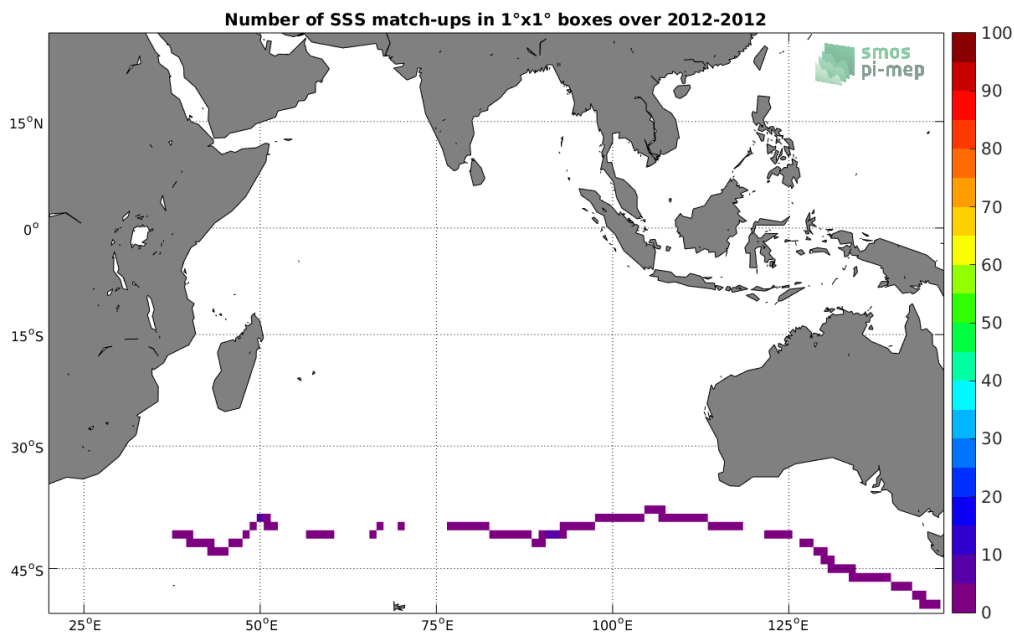 Number of SSS match-ups in 1°x1° boxes over 2012-2012
smos
pi-mep
15°N
0°
15°S
30°S
45°S
25°E
50°E
75°E
100°E
125°E
100
90
80
70
60
50
40
30
20
10
0